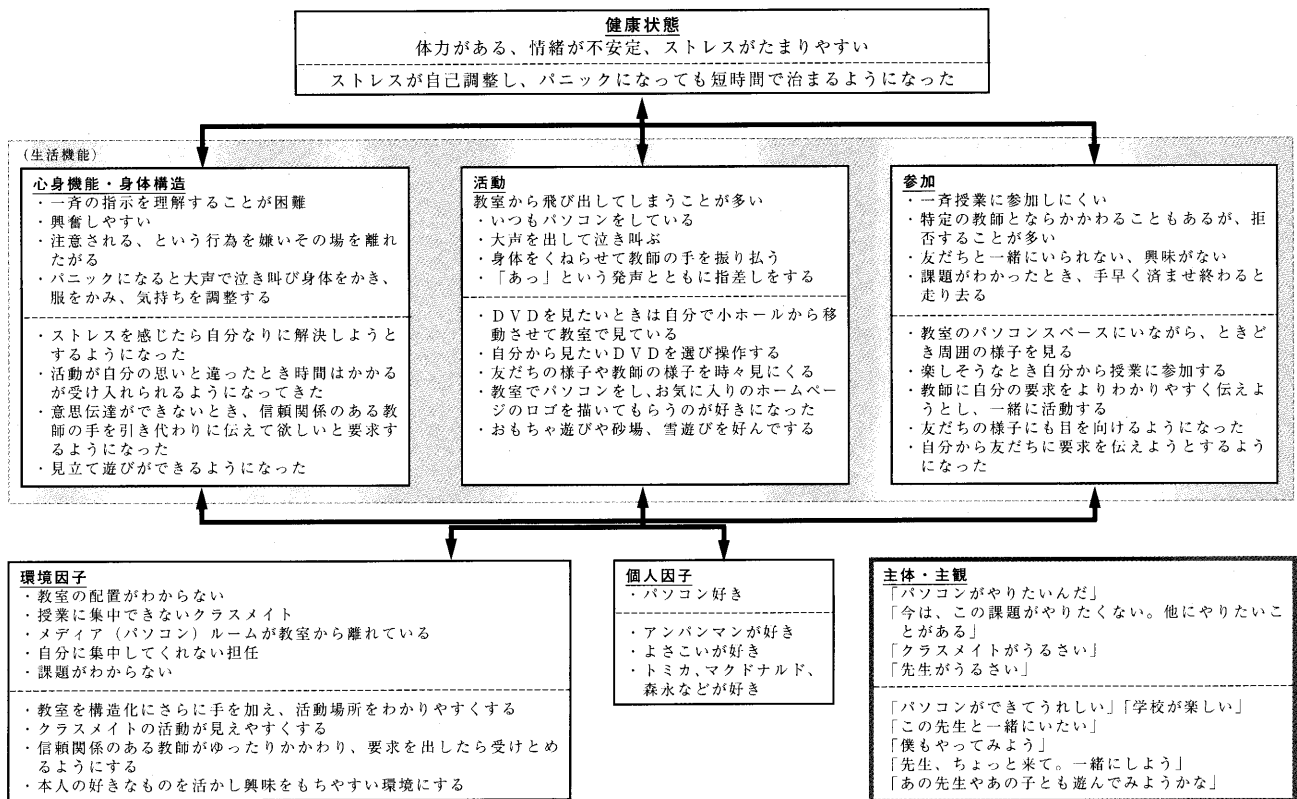 健康状態
体力がある、情緒が不安定、ストレスがたまりやすい
ストレスが自己調整し、パニックになっても短時間で治まるようになった
(生活機能)
心身機能・身体構造
・一斉の指示を理解することが困難
・興奮しやすい
・注意される、という行為を嫌いその場を離れ
たがる
・パニックになると大声で泣き叫び身体をかき、
服をかみ、気持ちを調整する
・ストレスを感じたら自分なりに解決しようと
するようになった
・活動が自分の思いと違ったとき時間はかかる
が受け入れられるようになってきた
・意思伝達ができないとき、信頼関係のある教
師の手を引き代わりに伝えて欲しいと要求す
るようになった
・見立て遊びができるようになった
活動
教室から飛び出してしまうことが多い
・いつもパソコンをしている
・大声を出して泣き叫ぶ
・身体をくねらせて教師の手を振り払う
・「あっ」という発声とともに指差しをする
・DVDを見たいときは自分で小ホールから移
動させて教室で見ている
・自分から見たいDVDを選び操作する
・友だちの様子や教師の様子を時々見にくる
・教室でパソコンをし、お気に入りのホームペー
ジのロゴを描いてもらうのが好きになった
・おもちゃ遊びや砂場、雪遊びを好んでする
参加
・一斉授業に参加しにくい
・特定の教師とならかかわることもあるが、拒
否することが多い
・友だちと一緒にいられない、興味がない
・課題がわかったとき、手早く済ませ終わると
走り去る
・教室のパソコンスペースにいながら、ときど
き周囲の様子を見る
・楽しそうなとき自分から授業に参加する
・教師に自分の要求をよりわかりやすく伝えよ
うとし、一緒に活動する
・友だちの様子にも目を向けるようになった
・自分から友だちに要求を伝えようとするよう
になった
環境因子
・教室の配置がわからない
・授業に集中できないクラスメイト
・メディア(パソコン)ルームが教室から離れている
・自分に集中してくれない担任
・課題がわからない
・教室を構造化にさらに手を加え、活動場所をわかりやすくする
・クラスメイトの活動が見えやすくする
・信頼関係のある教師がゆったりかかわり、要求を出したら受けとめ
るようにする
・本人の好きなものを活かし興味をもちやすい環境にする
個人因子
・パソコン好き
・アンパンマンが好き
・よさこいが好き
・トミカ、マクドナルド、
森永などが好き
主体・主観
「パソコンがやりたいんだ」
「今は、この課題がやりたくない。他にやりたいこ
とがある」
「クラスメイトがうるさい」
「先生がうるさい」
「パソコンができてうれしい」「学校が楽しい」
「この先生と一緒にいたい」
「僕もやってみよう」
「先生、ちょっと来て。一緒にしよう」
「あの先生やあの子とも遊んでみようかな」